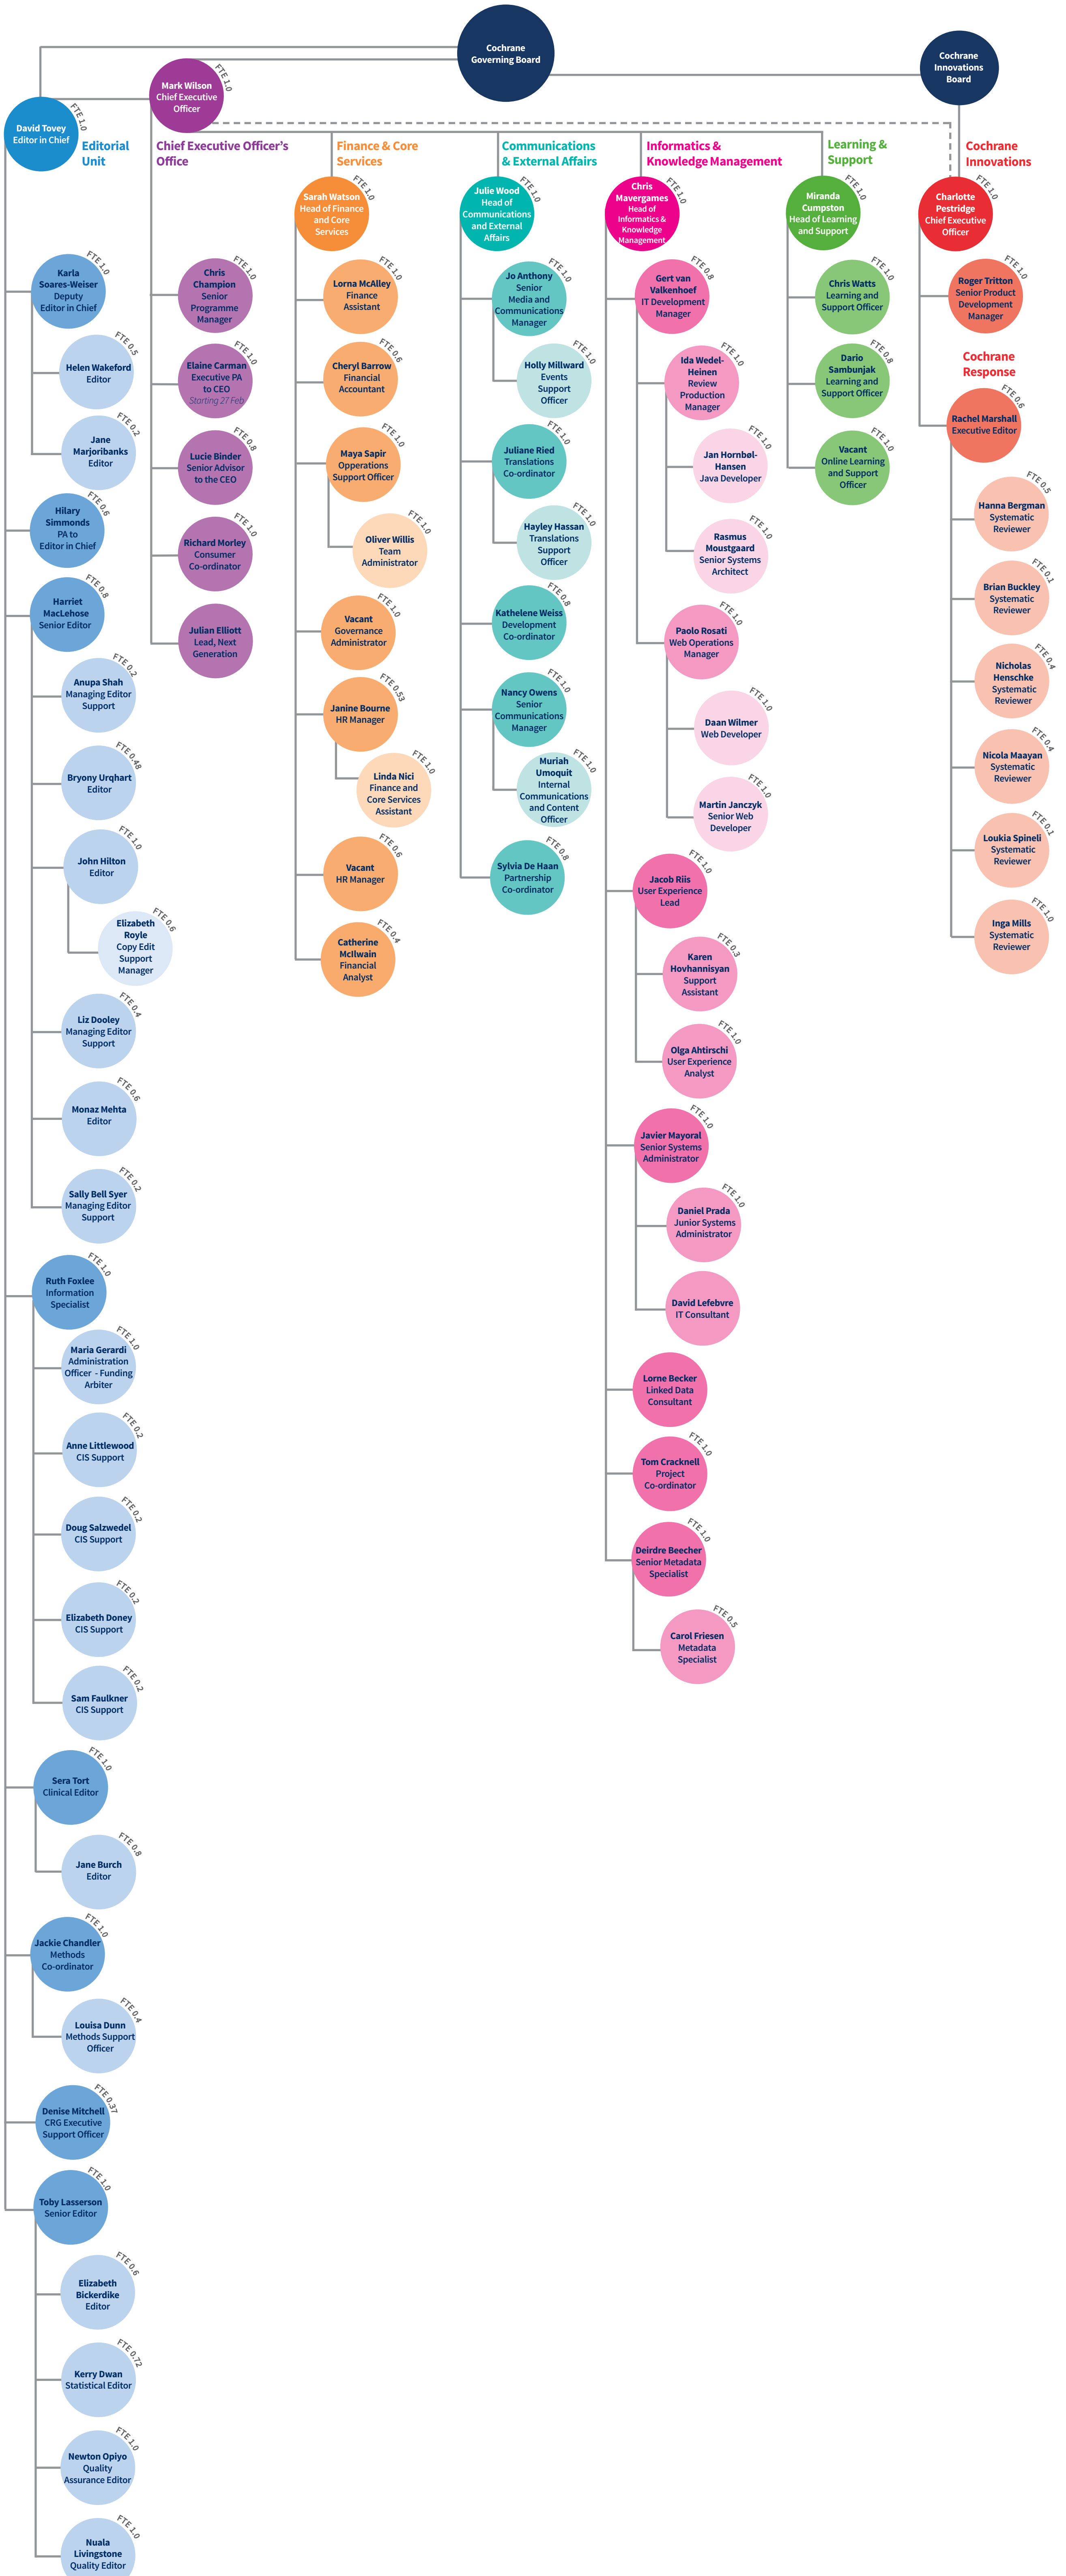 Cochrane
Governing Board
Cochrane
Innovations
Board
FTE 1.0
Mark Wilson
Chief Executive
Officer
FTE 1.0
David Tovey
Editor in Chief
Editorial
Unit
Chief Executive Officer's
Office
Finance & Core
Services
Communications
& External Affairs
Informatics &
Knowledge Management
Learning &
Support
Cochrane
Innovations
FTE 1.0
Sarah Watson
Head of Finance
and Core
Services
FTE 1.0
Julie Wood
Head of
Communications
and External
Affairs
FTE 1.0
Chris
Mavergames
Head of
Informatics &
Knowledge
Management
FTE 1.0
Miranda
Cumpston
Head of Learning
and Support
FTE 1.0
Charlotte
Pestridge
Chief Executive
Officer
FTE 1.0
Karla
Soares-Weiser
Deputy
Editor in Chief
FTE 0.5
Helen Wakeford
Editor
FTE 0.2
Jane
Marjoribanks
Editor
FTE 0.6
Hilary
Simmonds
PA to
Editor in Chief
FTE 0.8
Harriet
MacLehose
Senior Editor
FTE 0.2
Anupa Shah
Managing Editor
Support
FTE 0.48
Bryony Urqhart
Editor
FTE 1.0
John Hilton
Editor
FTE 0.6
Elizabeth
Royle
Copy Edit
Support
Manager
FTE 0.4
Liz Dooley
Managing Editor
Support
FTE 0.6
Monaz Mehta
Editor
FTE 0.2
Sally Bell Syer
Managing Editor
Support
FTE 1.0
Ruth Foxlee
Information
Specialist
FTE 1.0
Maria Gerardi
Administration
Officer - Funding
Arbiter
FTE 0.2
Anne Littlewood
CIS Support
FTE 0.2
Doug Salzwedel
CIS Support
FTE 0.2
Elizabeth Doney
CIS Support
FTE 0.2
Sam Faulkner
CIS Support
FTE 1.0
Sera Tort
Clinical Editor
FTE 0.8
Jane Burch
Editor
FTE 1.0
Jackie Chandler
Methods
Co-ordinator
FTE 0.4
Louisa Dunn
Methods Support
Officer
FTE 0.37
Denise Mitchell
CRG Executive
Support Officer
FTE 1.0
Toby Lasserson
Senior Editor
FTE 0.6
Elizabeth
Bickerdike
Editor
FTE 0.72
Kerry Dwan
Statistical Editor
FTE 1.0
Newton Opiyo
Quality
Assurance Editor
FTE 1.0
Nuala
Livingstone
Quality Editor
FTE 1.0
Chris
Champion
Senior
Programme
Manager
FTE 1.0
Elaine Carman
Executive PA
to CEO
Starting 27 Feb
FTE 0.8
Lucie Binder
Senior Advisor
to the CEO
FTE 1.0
Richard Morley
Consumer
Co-ordinator
Julian Elliott
Lead, Next
Generation
FTE 1.0
Lorna McAlley
Finance
Assistant
FTE 0.6
Cheryl Barrow
Financial
Accountant
FTE 1.0
Maya Sapir
Opperations
Support Officer
FTE 1.0
Oliver Willis
Team
Administrator
FTE 1.0
Vacant
Governance
Administrator
FTE 0.53
Janine Bourne
HR Manager
FTE 1.0
Linda Nici
Finance and
Core Services
Assistant
FTE 0.6
Vacant
HR Manager
FTE 0.4
Catherine
McIlwain
Financial
Analyst
FTE 1.0
Jo Anthony
Senior
Media and
Communications
Manager
FTE 1.0
Holly Millward
Events
Support
Officer
FTE 1.0
Juliane Ried
Translations
Co-ordinator
FTE 1.0
Hayley Hassan
Translations
Support
Officer
FTE 0.8
Kathelene Weiss
Development
Co-ordinator
FTE 1.0
Nancy Owens
Senior
Communications
Manager
FTE 1.0
Muriah
Umoquit
Internal
Communications
and Content
Officer
FTE 0.8
Sylvia De Haan
Partnership
Co-ordinator
FTE 0.8
Gert van
Valkenhoef
IT Development
Manager
FTE 1.0
Ida Wedel-
Heinen
Review
Production
Manager
FTE 1.0
Jan Hornbøl-
Hansen
Java Developer
FTE 1.0
Rasmus
Moustgaard
Senior Systems
Architect
FTE 1.0
Paolo Rosati
Web Operations
Manager
FTE 1.0
Daan Wilmer
Web Developer
FTE 1.0
Martin Janczyk
Senior Web
Developer
FTE 1.0
Jacob Riis
User Experience
Lead
FTE 0.3
Karen
Hovhannisyan
Support
Assistant
FTE 1.0
Olga Ahtirschi
User Experience
Analyst
FTE 1.0
Javier Mayoral
Senior Systems
Administrator
FTE 1.0
Daniel Prada
Junior Systems
Administrator
David Lefebvre
IT Consultant
Lorne Becker
Linked Data
Consultant
FTE 1.0
Tom Cracknell
Project
Co-ordinator
FTE 1.0
Deirdre Beecher
Senior Metadata
Specialist
FTE 0.5
Carol Friesen
Metadata
Specialist
FTE 1.0
Chris Watts
Learning and
Support Officer
FTE 0.8
Dario
Sambunjak
Learning and
Support Officer
FTE 1.0
Vacant
Online Learning
and Support
Officer
FTE 1.0
Roger Tritton
Senior Product
Development
Manager
Cochrane
Response
FTE 0.6
Rachel Marshall
Executive Editor
FTE 0.5
Hanna Bergman
Systematic
Reviewer
FTE 0.1
Brian Buckley
Systematic
Reviewer
FTE 0.4
Nicholas
Henschke
Systematic
Reviewer
FTE 0.4
Nicola Maayan
Systematic
Reviewer
FTE 0.1
Loukia Spineli
Systematic
Reviewer
FTE 1.0
Inga Mills
Systematic
Reviewer